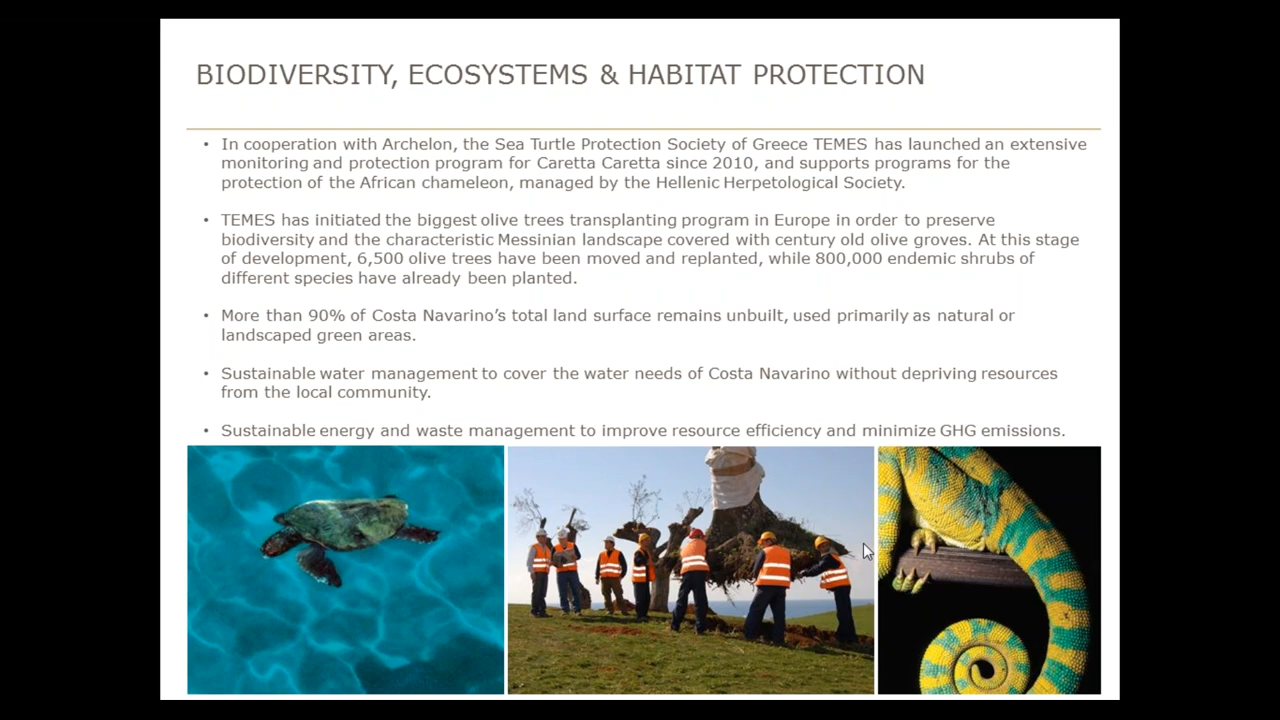 BIODIVERSITY, ECOSYSTEMS & HABITAT PROTECTION
• In cooperation with Archelon, the Sea Turtle Protection Society of Greece TEMES has launched an extensive
monitoring and protection program for Caretta Caretta since 2010, and supports programs for the
protection of the African chameleon, managed by the Hellenic Herpetological Society.
• TEMES has initiated the biggest olive trees transplanting program in Europe in order to preserve
biodiversity and the characteristic Messinian landscape covered with century old olive groves. At this stage
of development, 6,500 olive trees have been moved and replanted, while 800,000 endemic shrubs of
different species have already been planted.
• More than 90% of Costa Navarino’s total land surface remains unbuilt, used primarily as natural or
landscaped green areas.
• Sustainable water management to cover the water needs of Costa Navarino without depriving resources
from the local community.
• Sustainable energy and waste management to improve resource efficiency and minimize GHG emissions.